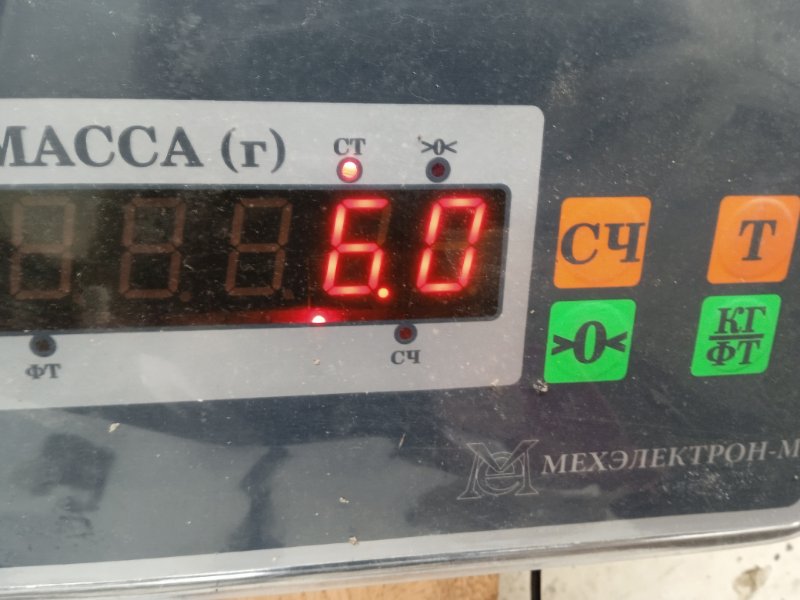 МАССА (г)
СТ >0<
6.0
ФТ СЧ
СЧ Т
>0< КГ
ФТ
МЕХЭЛЕКТРОН-М